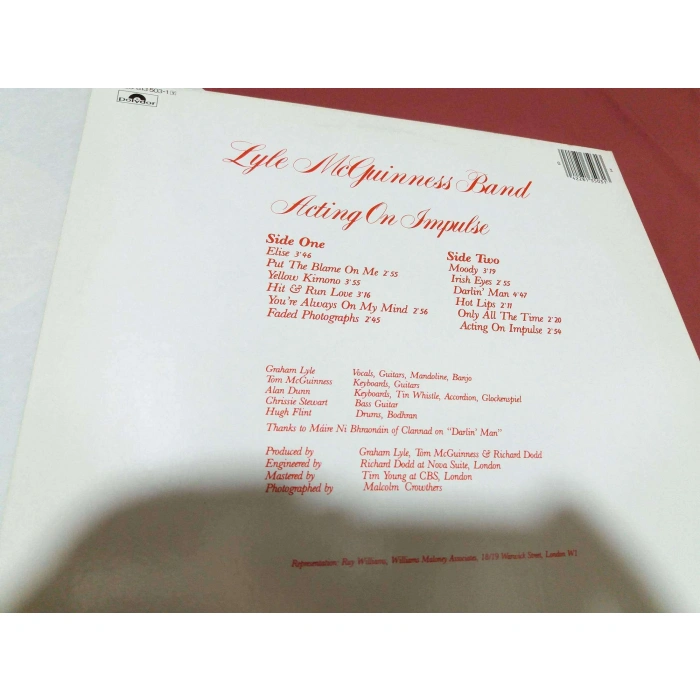 503-1
polydor
Lyle McGuinness Band
Acting On Impulse
Side One
Elise 3'46
Put The Blame On Me 2'55
Yellow Kimono 3'55
Hit & Run Love 3'16
You're Always On My Mind 2'56
Faded Photographs 2'45
Side Two
Moody 3'19
Irish Eyes 2'55
Darlin' Man 4'47
Hot Lips 2'11
Only All The Time 2'20
Acting On Impulse 2'54
Graham Lyle Vocals, Guitars, Mandoline, Banjo
Tom McGuinness Keyboards, Guitars
Alan Dunn Keyboards, Tin Whistle, Accordion, Glockenspiel
Chrissie Stewart Bass Guitar
Hugh Flint Drums, Bodhran
Thanks to Máire Ni Bhraonáin of Clannad on "Darlin' Man"
Produced by Graham Lyle, Tom McGuinness & Richard Dodd
Engineered by Richard Dodd at Nova Suite, London
Mastered by Tim Young at CBS, London
Photographed by Malcolm Crowthers
Representation: Ray Williams, Williams Maloney Associates, 18/19 Warwick Street, London W1